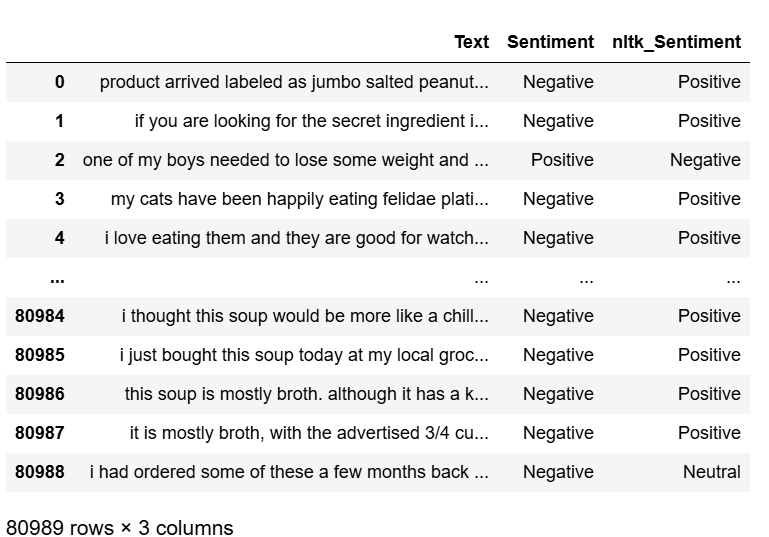 Text Sentiment nltk_Sentiment
0 product arrived labeled as jumbo salted peanut... Negative Positive
1 if you are looking for the secret ingredient i... Negative Positive
2 one of my boys needed to lose some weight and ... Positive Negative
3 my cats have been happily eating felidae plati... Negative Positive
4 i love eating them and they are good for watch... Negative Positive
... ... ... ...
80984 i thought this soup would be more like a chill... Negative Positive
80985 i just bought this soup today at my local groc... Negative Positive
80986 this soup is mostly broth. although it has a k... Negative Positive
80987 it is mostly broth, with the advertised 3/4 cu... Negative Positive
80988 i had ordered some of these a few months back ... Negative Neutral
80989 rows × 3 columns